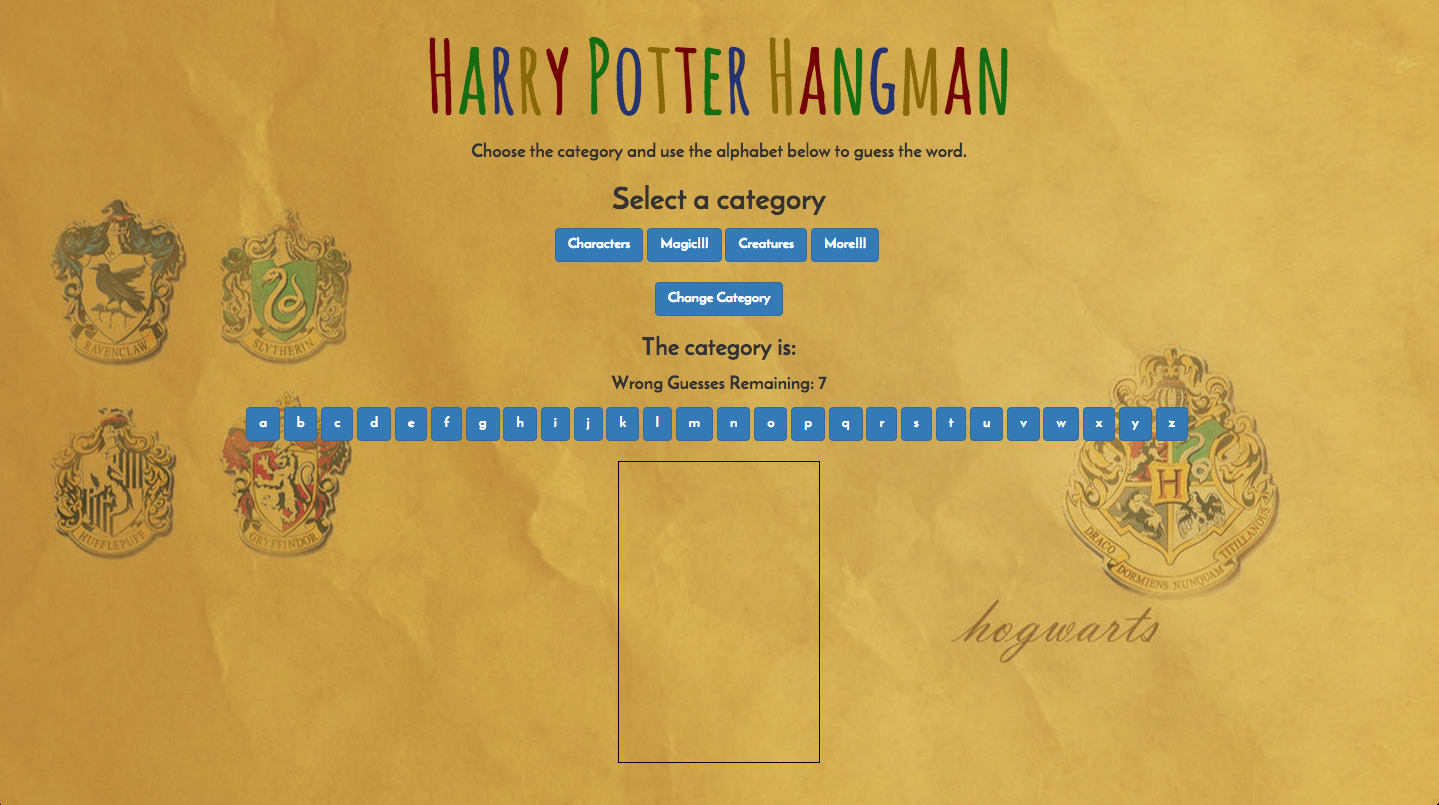 Harry Potter Hangman
Choose the category and use the alphabet below to guess the word.
Select a category
Characters Magic!!! Creatures More!!!
Change Category
The category is:
Wrong Guesses Remaining: 7
a b c d e f g h i j k l m n o p q r s t u v w x y z
RAVENCLAW
SLYTHERIN
HUFFLEPUFF
GRYFFINDOR
H
DRACO DORMIENS NUNQUAM TITILLANDUS
hogwarts